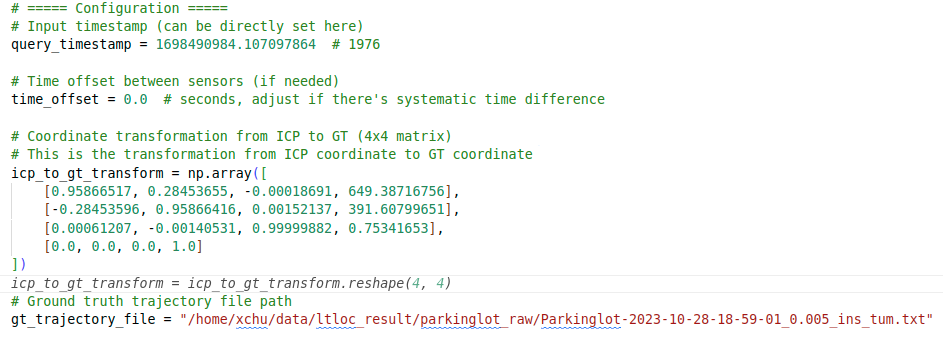 # ===== Configuration =====
# Input timestamp (can be directly set here)
query_timestamp = 1698490984.107097864  # 1976

# Time offset between sensors (if needed)
time_offset = 0.0  # seconds, adjust if there's systematic time difference

# Coordinate transformation from ICP to GT (4x4 matrix)
# This is the transformation from ICP coordinate to GT coordinate
icp_to_gt_transform = np.array([
    [0.95866517, 0.28453655, -0.00018691, 649.38716756],
    [-0.28453596, 0.95866416, 0.00152137, 391.60799651],
    [0.00061207, -0.00140531, 0.99999882, 0.75341653],
    [0.0, 0.0, 0.0, 1.0]
])
icp_to_gt_transform = icp_to_gt_transform.reshape(4, 4)
# Ground truth trajectory file path
gt_trajectory_file = "/home/xchu/data/ltloc_result/parkinglot_raw/Parkinglot-2023-10-28-18-59-01_0.005_ins_tum.txt"